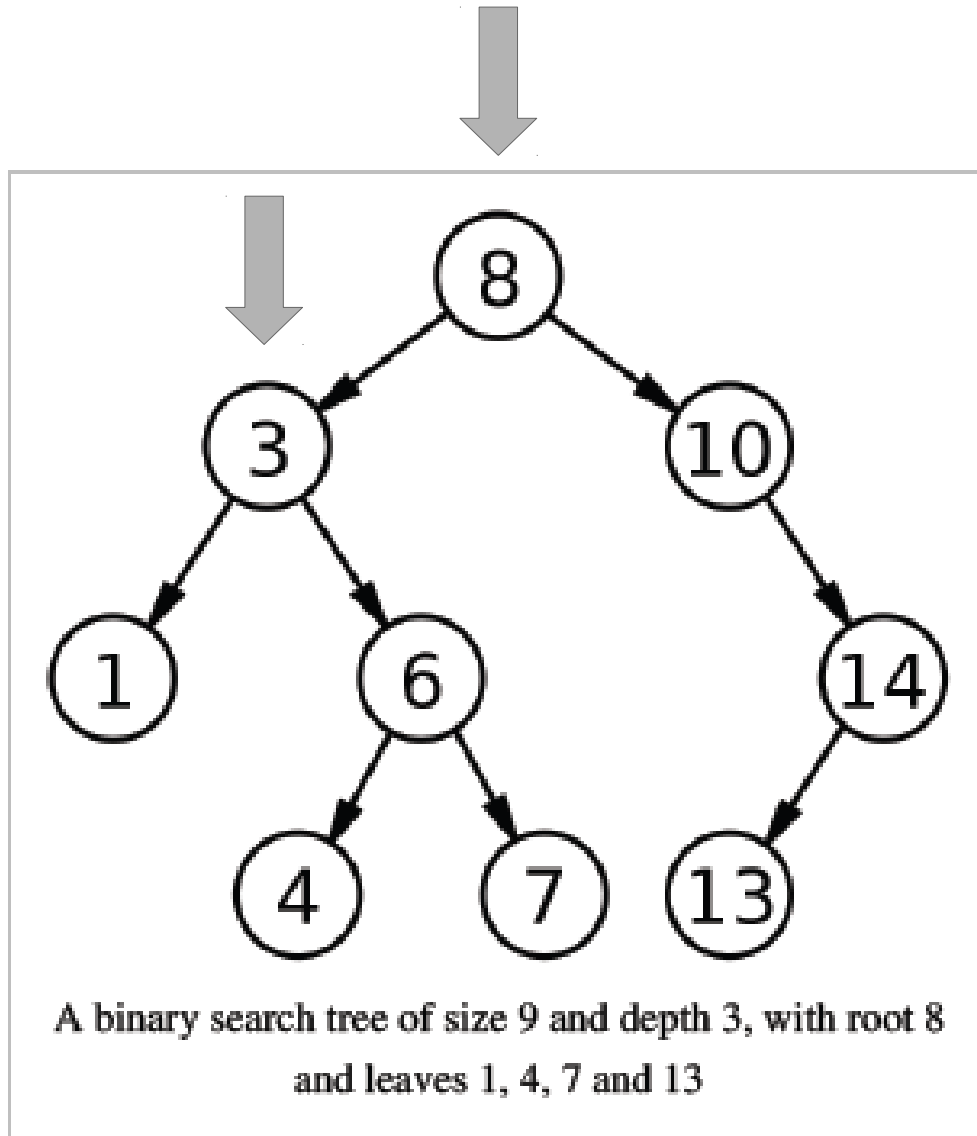 8
3 10
1 6 14
4 7 13
A binary search tree of size 9 and depth 3, with root 8
and leaves 1, 4, 7 and 13